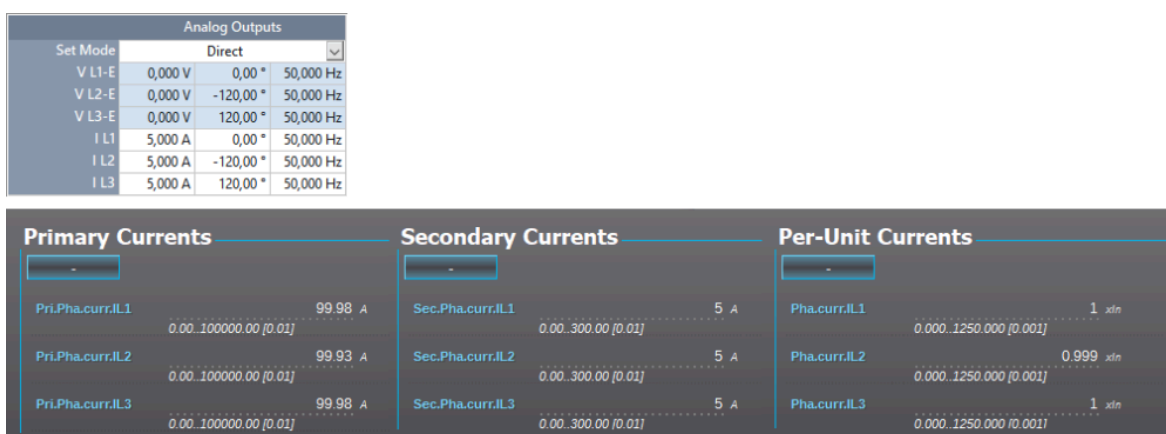 Analog Outputs
Set Mode Direct
V L1-E 0,000 V 0,00 ° 50,000 Hz
V L2-E 0,000 V -120,00 ° 50,000 Hz
V L3-E 0,000 V 120,00 ° 50,000 Hz
I L1 5,000 A 0,00 ° 50,000 Hz
I L2 5,000 A -120,00 ° 50,000 Hz
I L3 5,000 A 120,00 ° 50,000 Hz
Primary Currents Secondary Currents Per-Unit Currents
- - -
Pri.Pha.curr.IL1 99.98 A Sec.Pha.curr.IL1 5 A Pha.curr.IL1 1 xIn
0.00..100000.00 [0.01] 0.00..300.00 [0.01] 0.000..1250.000 [0.001]
Pri.Pha.curr.IL2 99.93 A Sec.Pha.curr.IL2 5 A Pha.curr.IL2 0.999 xIn
0.00..100000.00 [0.01] 0.00..300.00 [0.01] 0.000..1250.000 [0.001]
Pri.Pha.curr.IL3 99.98 A Sec.Pha.curr.IL3 5 A Pha.curr.IL3 1 xIn
0.00..100000.00 [0.01] 0.00..300.00 [0.01] 0.000..1250.000 [0.001]